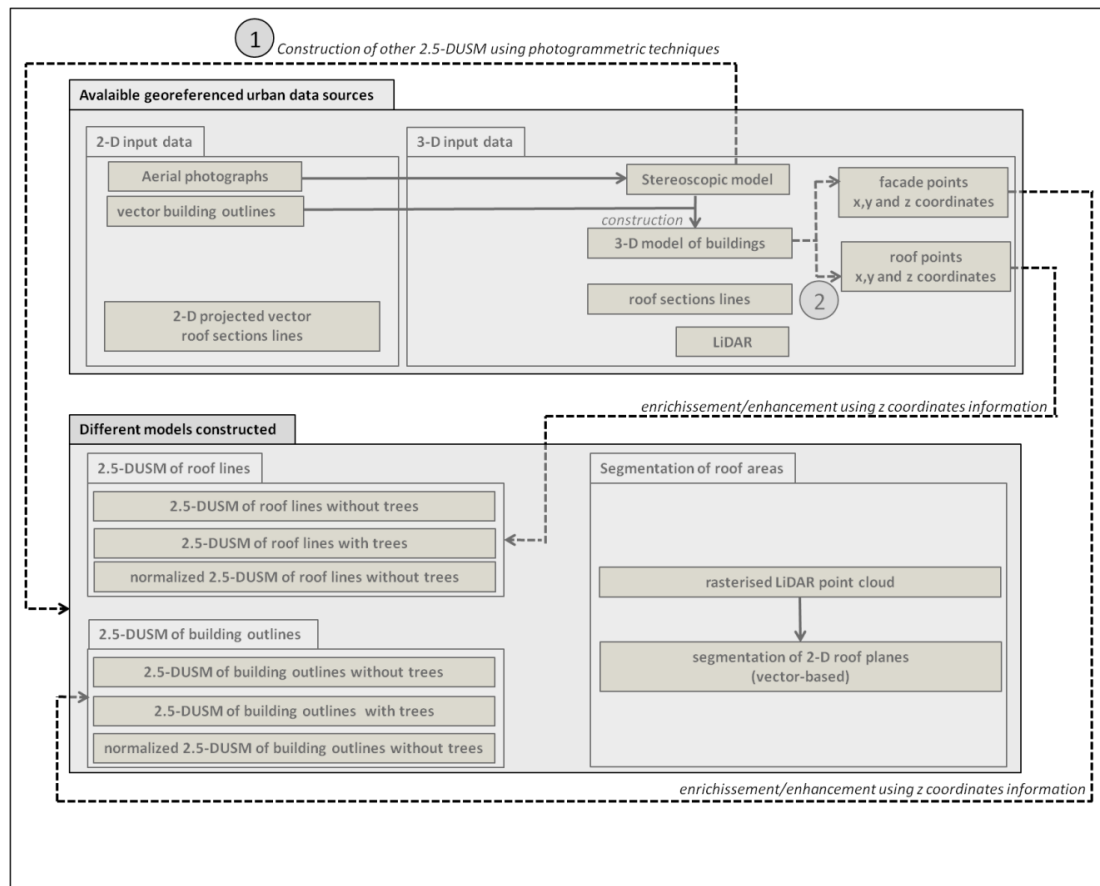 1
Construction of other 2.5-DUSM using photogrammetric techniques
Avalaible georeferenced urban data sources
2-D input data
3-D input data
Aerial photographs
vector building outlines
2-D projected vector
roof sections lines
Stereoscopic model
construction
3-D model of buildings
facade points
x,y and z coordinates
roof points
x,y and z coordinates
2
roof sections lines
LiDAR
enrichissement/enhancement using z coordinates information
Different models constructed
2.5-DUSM of roof lines
2.5-DUSM of roof lines without trees
2.5-DUSM of roof lines with trees
normalized 2.5-DUSM of roof lines without trees
2.5-DUSM of building outlines
2.5-DUSM of building outlines without trees
2.5-DUSM of building outlines with trees
normalized 2.5-DUSM of building outlines without trees
Segmentation of roof areas
rasterised LiDAR point cloud
segmentation of 2-D roof planes
(vector-based)
enrichissement/enhancement using z coordinates information